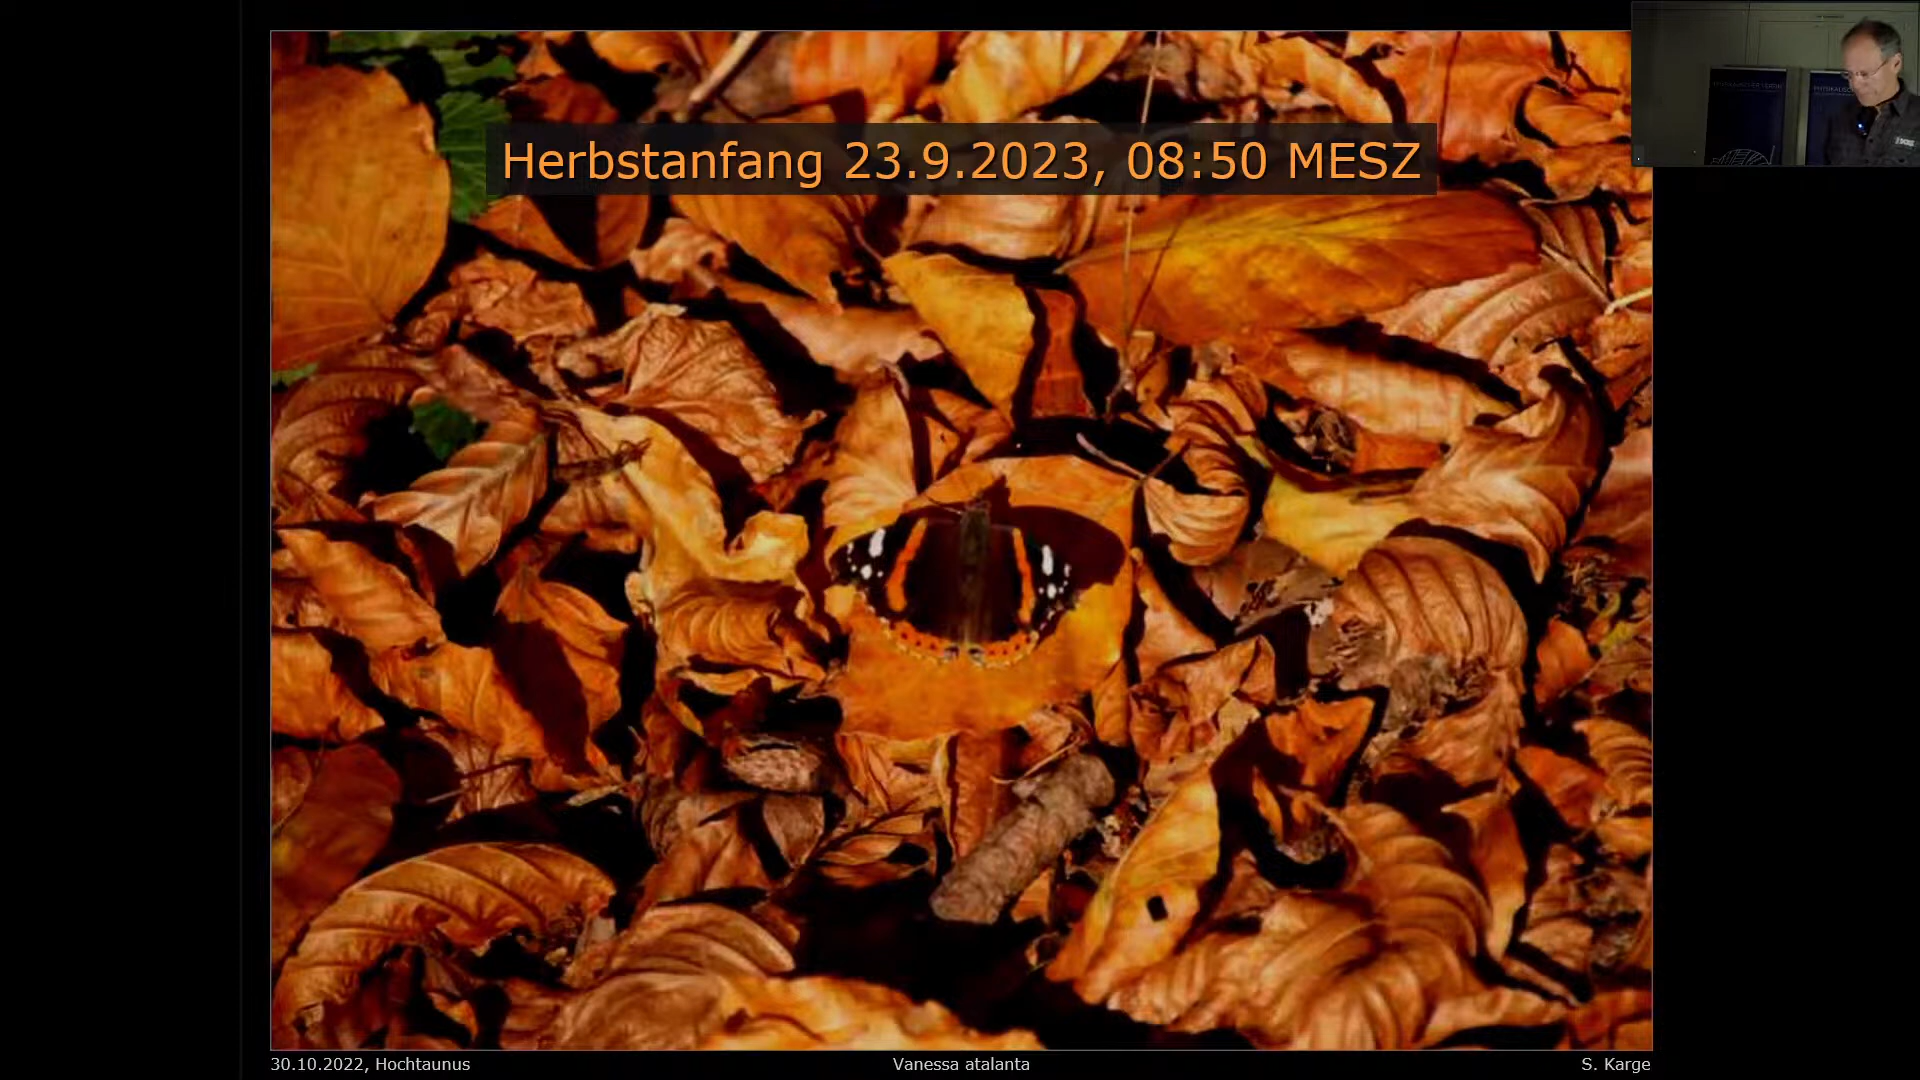 Herbstanfang 23.9.2023, 08:50 MESZ
30.10.2022, Hochtaunus
Vanessa atalanta
S. Karge